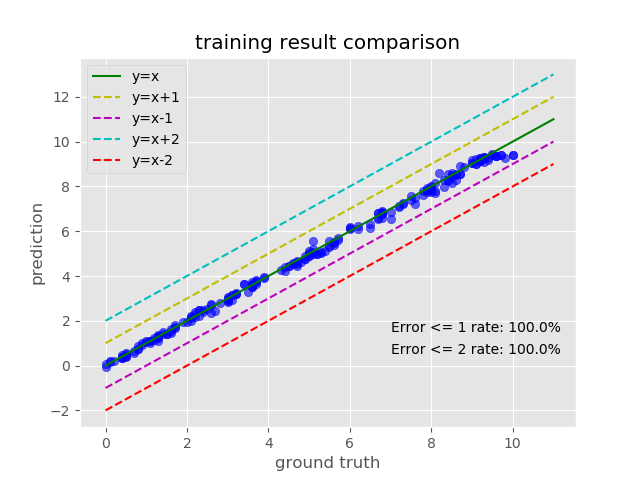 training result comparison
y=x
y=x+1
y=x-1
y=x+2
y=x-2
12
10
8
6
4
2
0
−2
prediction
Error <= 1 rate: 100.0%
Error <= 2 rate: 100.0%
0 2 4 6 8 10
ground truth